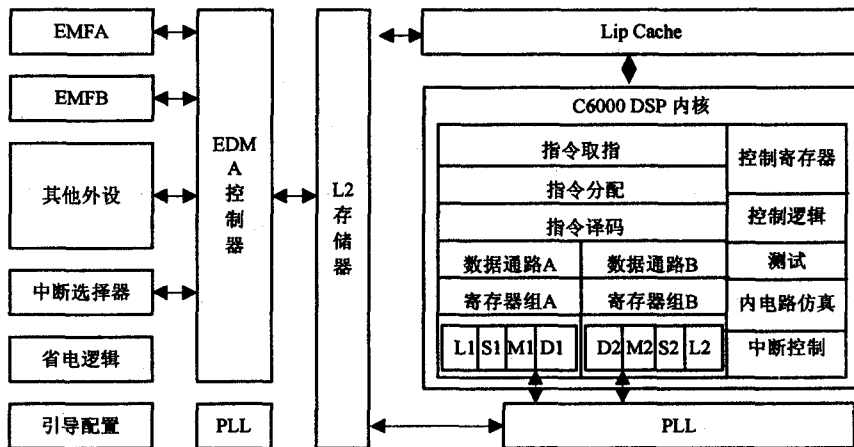 EMFA
EMFB
其他外设
中断选择器
省电逻辑
引导配置
EDM
A
控
制
器
PLL
L2
存
储
器
Lip Cache
C6000 DSP 内核
指令取指
指令分配
指令译码
数据通路A 数据通路B
寄存器组A 寄存器组B
L1 S1 M1 D1 D2 M2 S2 L2
控制寄存器
控制逻辑
测试
内电路仿真
中断控制
PLL